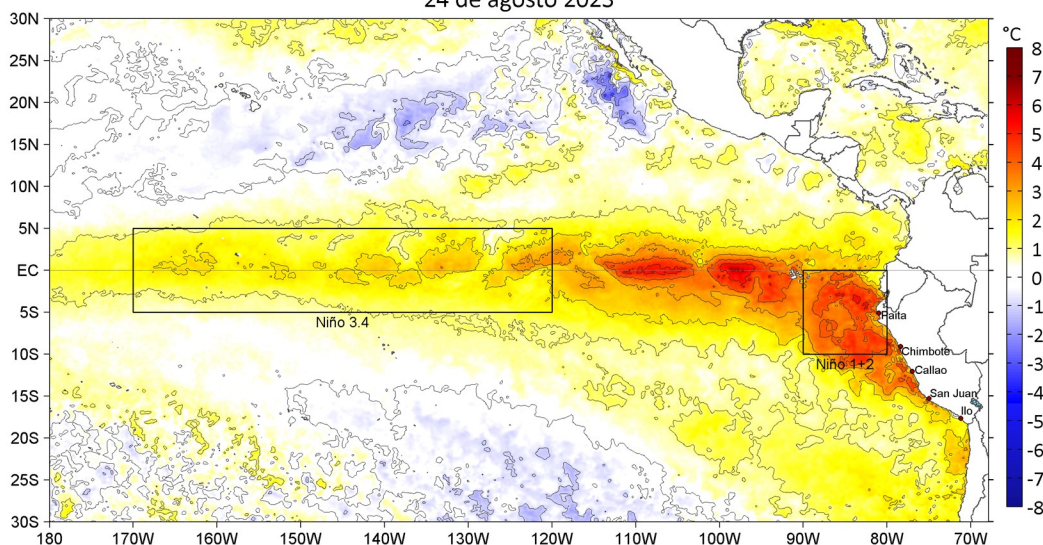 24 de agosto 2023
°C
30N
25N
20N
15N
10N
5N
EC
5S
10S
15S
20S
25S
30S
180
170W
160W
150W
140W
130W
120W
110W
100W
90W
80W
70W
Niño 3.4
Niño 1+2
Paita
Chimbote
Callao
San Juan
Ilo
8
7
6
5
4
3
2
1
0
-1
-2
-3
-4
-5
-6
-7
-8